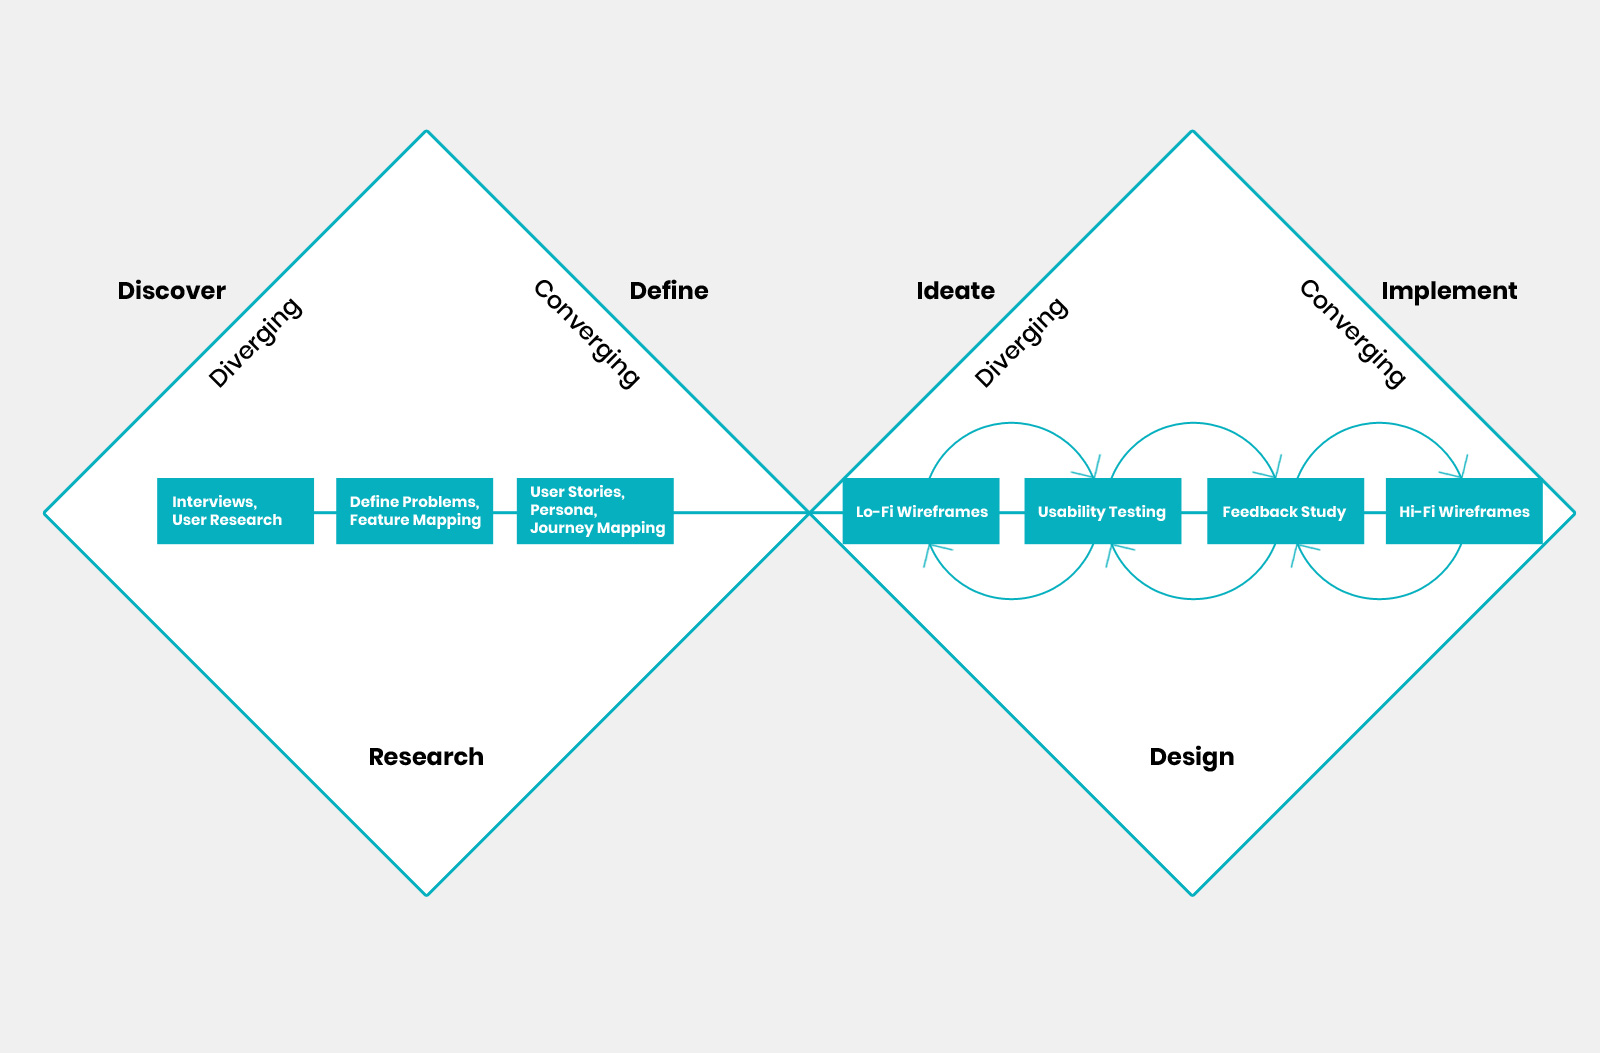 Discover
Diverging
Converging
Define
Ideate
Diverging
Converging
Implement
Interviews,
User Research
Define Problems,
Feature Mapping
User Stories,
Persona,
Journey Mapping
Lo-Fi Wireframes
Usability Testing
Feedback Study
Hi-Fi Wireframes
Research
Design